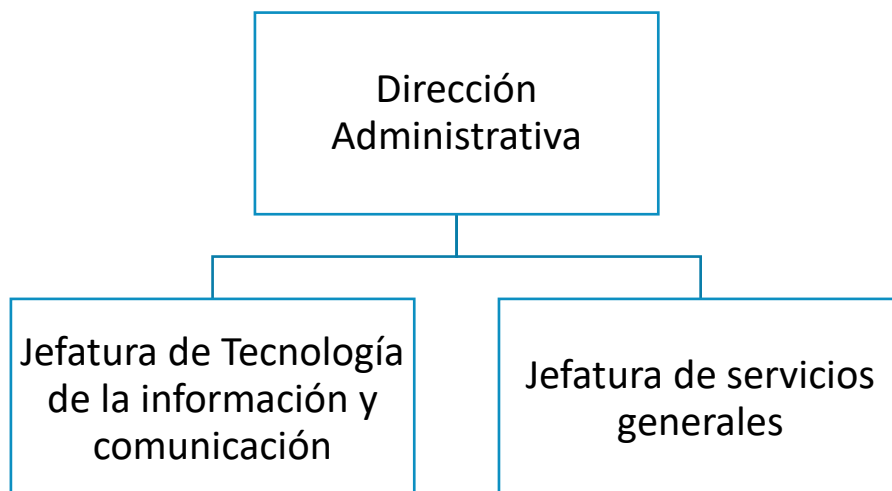 Dirección
Administrativa
Jefatura de Tecnología
de la información y
comunicación
Jefatura de servicios
generales